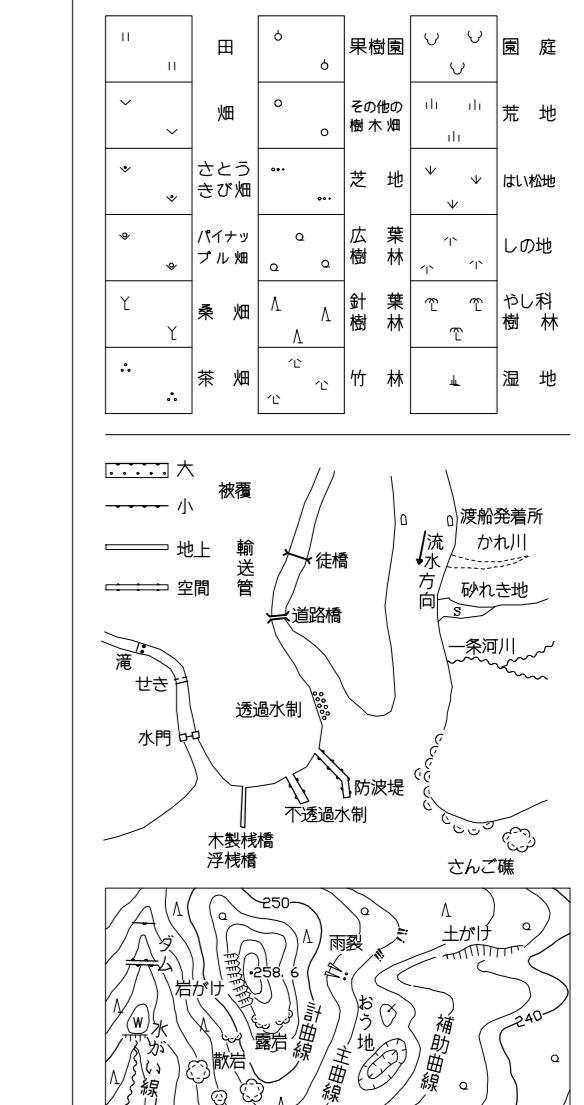 田
果樹園
園 庭
畑
その他の
樹木畑
荒 地
さとう
きび畑
芝 地
はい松地
パイナッ
プル畑
広 葉
樹 林
しの地
桑 畑
針 葉
樹 林
やし科
樹 林
茶 畑
竹 林
湿 地
大
小
被覆
地上
空間
輸送管
徒橋
道路橋
渡船発着所
かれ川
流水方向
砂れき地
S
一条河川
滝
せき
水門
透過水制
防波堤
不透過水制
木製桟橋
浮桟橋
さんご礁
250
雨裂
土がけ
ダム
258.6
岩がけ
計曲線
おう地
補助曲線
240
W
水がい線
露岩
散岩
主曲線